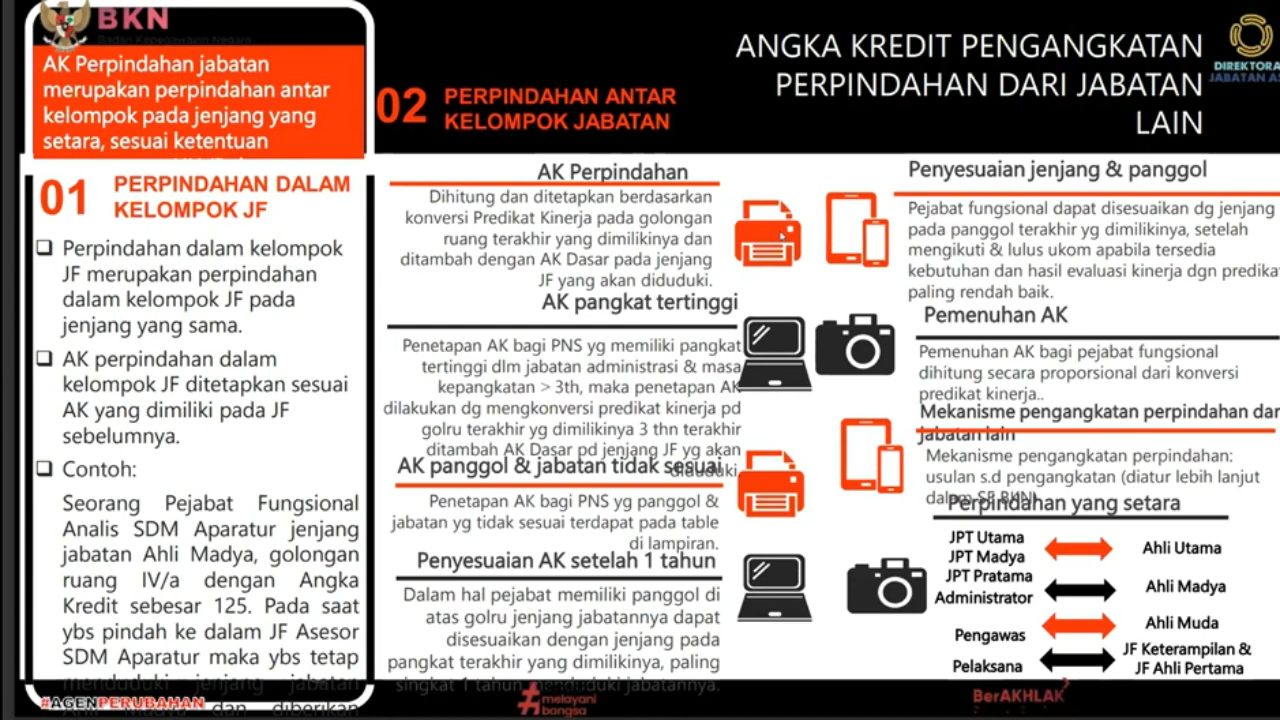 BKN
Badan Kepegawaian Negara
AK Perpindahan jabatan
merupakan perpindahan antar
kelompok pada jenjang yang
setara, sesuai ketentuan
01
PERPINDAHAN DALAM
KELOMPOK JF
Perpindahan dalam kelompok
JF merupakan perpindahan
dalam kelompok JF pada
jenjang yang sama.
AK perpindahan dalam
kelompok JF ditetapkan sesuai
AK yang dimiliki pada JF
sebelumnya.
Contoh:
Seorang Pejabat Fungsional
Analis SDM Aparatur jenjang
jabatan Ahli Madya, golongan
ruang IV/a dengan Angka
Kredit sebesar 125. Pada saat
ybs pindah ke dalam JF Asesor
SDM Aparatur maka ybs tetap
menduduki jenjang jabatan
Ahli Madya dan diberikan
#AGENPERUBAHAN
ANGKA KREDIT PENGANGKATAN
PERPINDAHAN DARI JABATAN
LAIN
DIREKTORA
JABATAN AS
02
PERPINDAHAN ANTAR
KELOMPOK JABATAN
AK Perpindahan
Dihitung dan ditetapkan berdasarkan
konversi Predikat Kinerja pada golongan
ruang terakhir yang dimilikinya dan
ditambah dengan AK Dasar pada jenjang
JF yang akan diduduki.
AK pangkat tertinggi
Penetapan AK bagi PNS yg memiliki pangkat
tertinggi dlm jabatan administrasi & masa
kepangkatan > 3th, maka penetapan AK
dilakukan dg mengkonversi predikat kinerja pd
golru terakhir yg dimilikinya 3 thn terakhir
ditambah AK Dasar pd jenjang JF yg akan
diduduki
AK panggol & jabatan tidak sesuai
Penetapan AK bagi PNS yg panggol &
jabatan yg tidak sesuai terdapat pada table
di lampiran.
Penyesuaian AK setelah 1 tahun
Dalam hal pejabat memiliki panggol di
atas golru jenjang jabatannya dapat
disesuaikan dengan jenjang pada
pangkat terakhir yang dimilikinya, paling
singkat 1 tahun menduduki jabatannya.
Penyesuaian jenjang & panggol
Pejabat fungsional dapat disesuaikan dg jenjang
pada panggol terakhir yg dimilikinya, setelah
mengikuti & lulus ukom apabila tersedia
kebutuhan dan hasil evaluasi kinerja dgn predika
paling rendah baik.
Pemenuhan AK
Pemenuhan AK bagi pejabat fungsional
dihitung secara proporsional dari konversi
predikat kinerja..
Mekanisme pengangkatan perpindahan dar
jabatan lain
Mekanisme pengangkatan perpindahan:
usulan s.d pengangkatan (diatur lebih lanjut
dalam SE BKN)
Perpindahan yang setara
JPT Utama
JPT Madya
Ahli Utama
JPT Pratama
Administrator
Ahli Madya
Pengawas
Ahli Muda
Pelaksana
JF Keterampilan &
JF Ahli Pertama
melayani
bangsa
BerAKHLAK